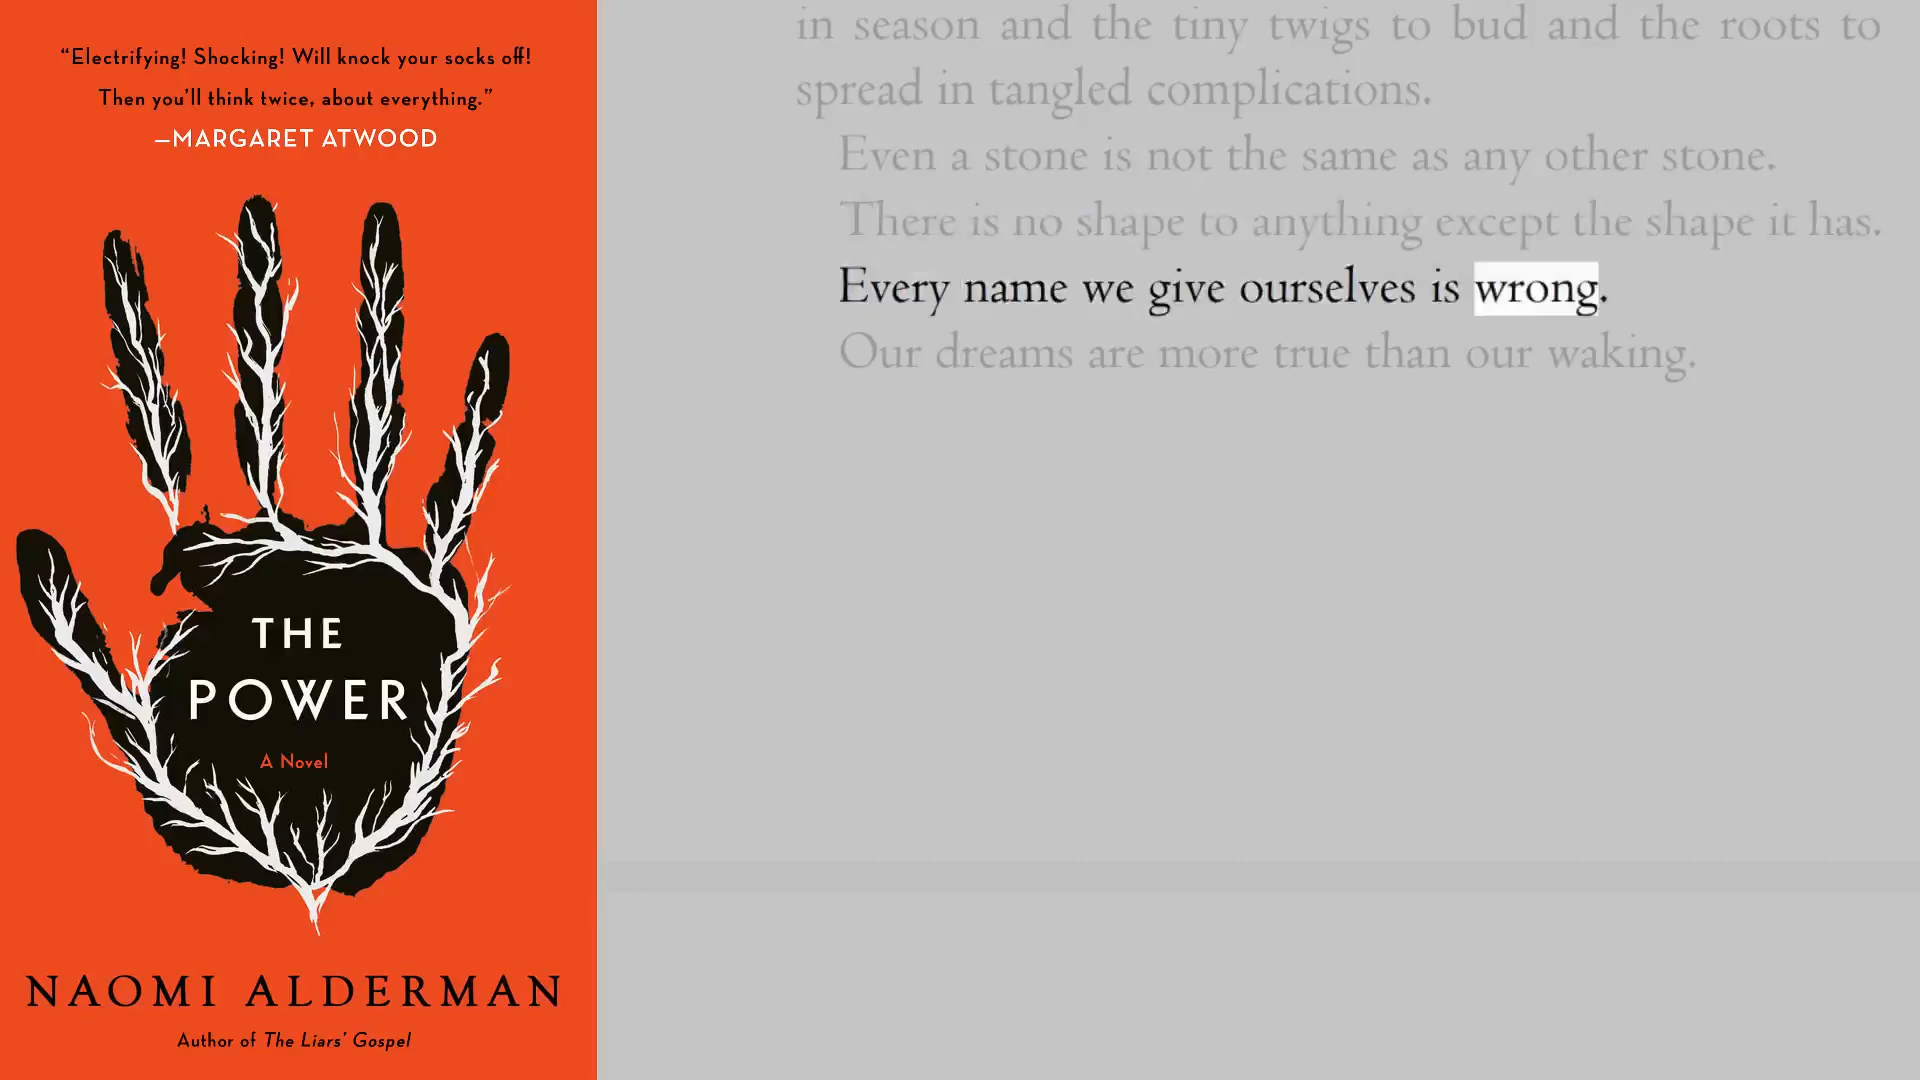 “Electrifying! Shocking! Will knock your socks off!
Then you’ll think twice, about everything.”
—MARGARET ATWOOD
THE
POWER
A Novel
NAOMI ALDERMAN
Author of The Liars’ Gospel
in season and the tiny twigs to bud and the roots to
spread in tangled complications.
Even a stone is not the same as any other stone.
There is no shape to anything except the shape it has.
Every name we give ourselves is wrong.
Our dreams are more true than our waking.